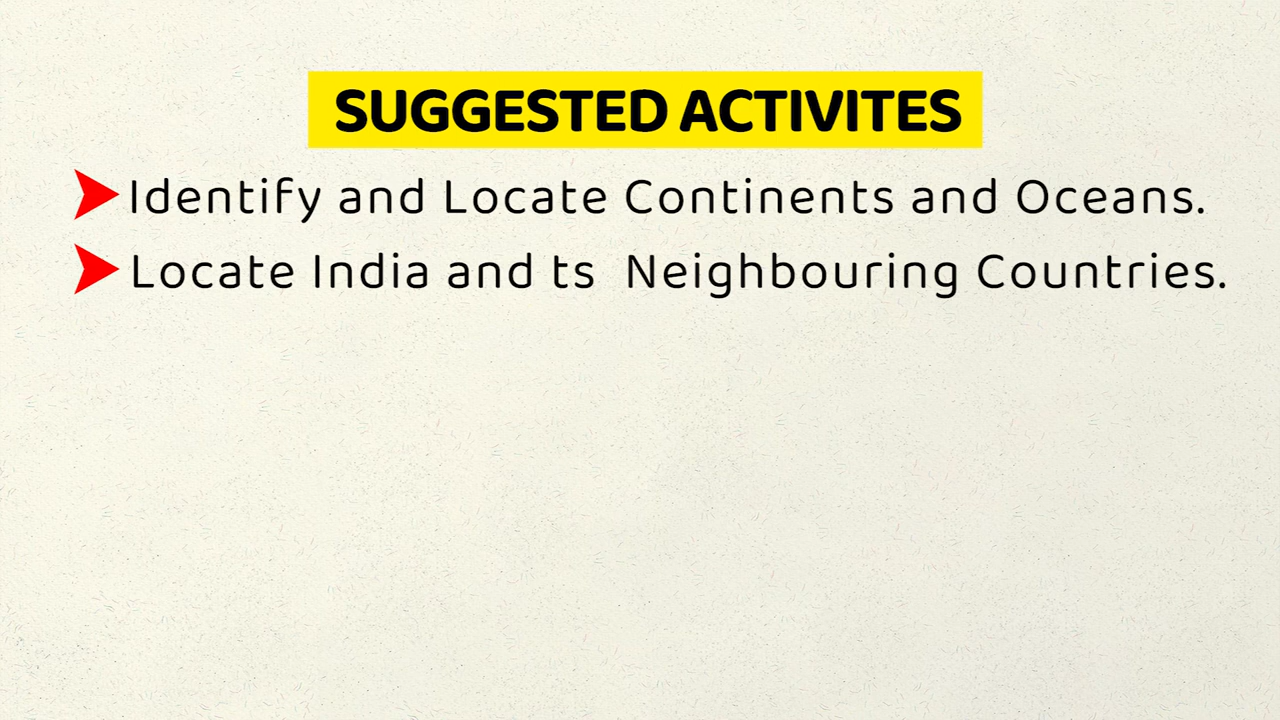 SUGGESTED ACTIVITES
Identify and Locate Continents and Oceans.
Locate India and ts  Neighbouring Countries.